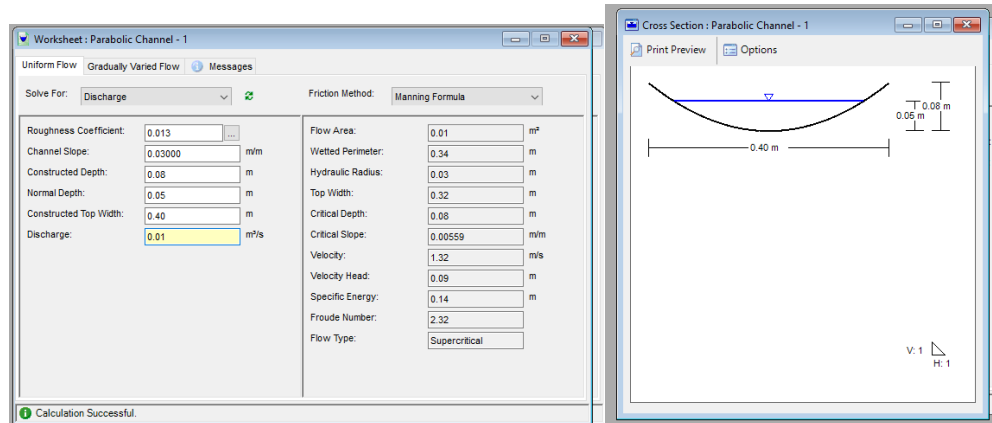 Worksheet : Parabolic Channel - 1
Uniform Flow Gradually Varied Flow Messages
Solve For: Discharge Friction Method: Manning Formula
Roughness Coefficient: 0.013 ...
Channel Slope: 0.03000 m/m
Constructed Depth: 0.08 m
Normal Depth: 0.05 m
Constructed Top Width: 0.40 m
Discharge: 0.01 m³/s
Flow Area: 0.01 m²
Wetted Perimeter: 0.34 m
Hydraulic Radius: 0.03 m
Top Width: 0.32 m
Critical Depth: 0.08 m
Critical Slope: 0.00559 m/m
Velocity: 1.32 m/s
Velocity Head: 0.09 m
Specific Energy: 0.14 m
Froude Number: 2.32
Flow Type: Supercritical
Calculation Successful.
Cross Section : Parabolic Channel - 1
Print Preview Options
0.08 m
0.05 m
0.40 m
V: 1
H: 1